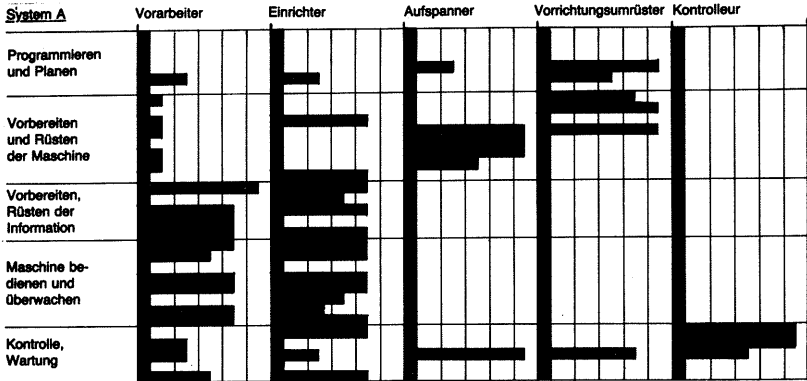 System A
Vorarbeiter
Einrichter
Aufspanner
Vorrichtungsumrüster
Kontrolleur
Programmieren
und Planen
Vorbereiten
und Rüsten
der Maschine
Vorbereiten,
Rüsten der
Information
Maschine be-
dienen und
überwachen
Kontrolle,
Wartung